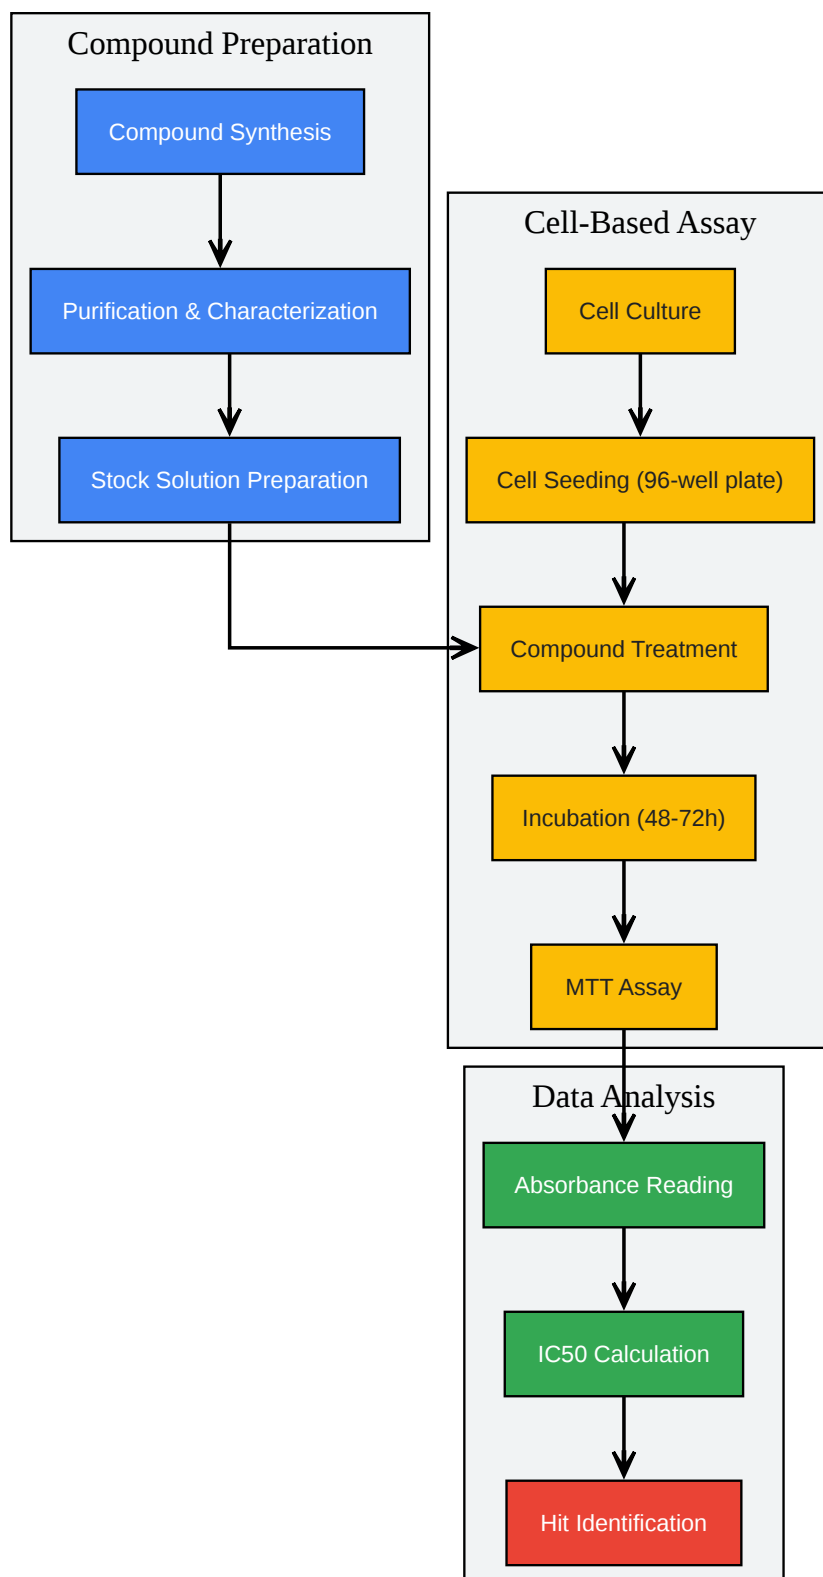 Compound Preparation
Compound Synthesis
Purification & Characterization
Stock Solution Preparation
Cell-Based Assay
Cell Culture
Cell Seeding (96-well plate)
Compound Treatment
Incubation (48-72h)
MTT Assay
Data Analysis
Absorbance Reading
IC50 Calculation
Hit Identification